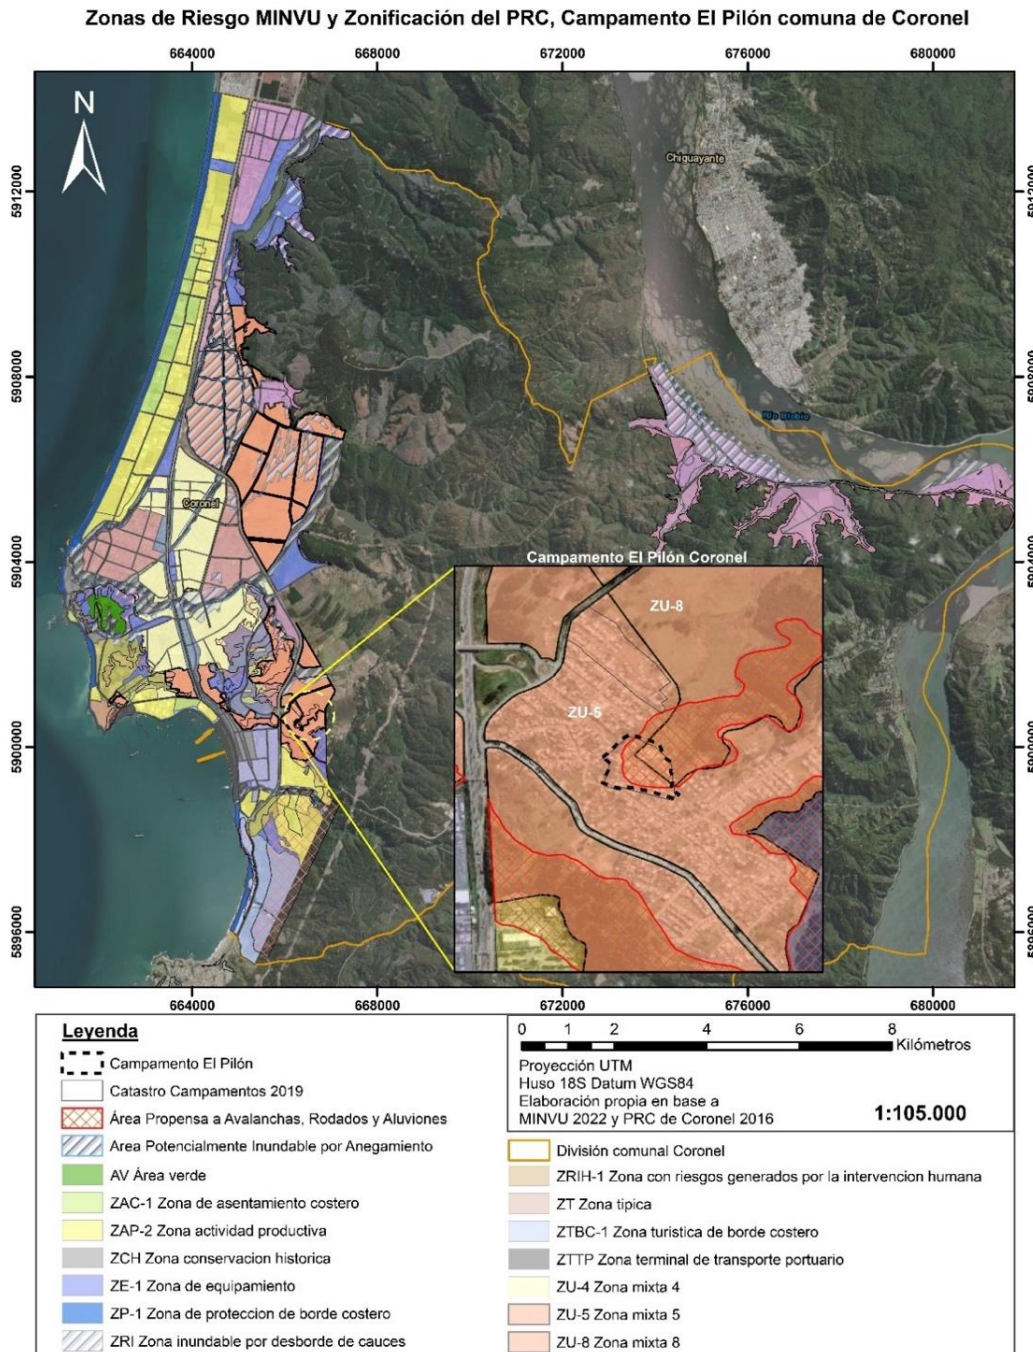 Zonas de Riesgo MINVU y Zonificación del PRC, Campamento El Pilón comuna de Coronel
664000 668000 672000 676000 680000
N
Chiguayante
5912000 5912000
5908000 5908000
Río Biobío
Coronel
5904000 5904000
Campamento El Pilón Coronel
ZU-8
ZU-5
5900000 5900000
5896000 5896000
664000 668000 672000 676000 680000
Leyenda
Campamento El Pilón
Catastro Campamentos 2019
Área Propensa a Avalanchas, Rodados y Aluviones
Area Potencialmente Inundable por Anegamiento
AV Área verde
ZAC-1 Zona de asentamiento costero
ZAP-2 Zona actividad productiva
ZCH Zona conservacion historica
ZE-1 Zona de equipamiento
ZP-1 Zona de proteccion de borde costero
ZRI Zona inundable por desborde de cauces
0 1 2 4 6 8
Kilómetros
Proyección UTM
Huso 18S Datum WGS84
Elaboración propia en base a
MINVU 2022 y PRC de Coronel 2016
1:105.000
División comunal Coronel
ZRIH-1 Zona con riesgos generados por la intervencion humana
ZT Zona tipica
ZTBC-1 Zona turistica de borde costero
ZTTP Zona terminal de transporte portuario
ZU-4 Zona mixta 4
ZU-5 Zona mixta 5
ZU-8 Zona mixta 8